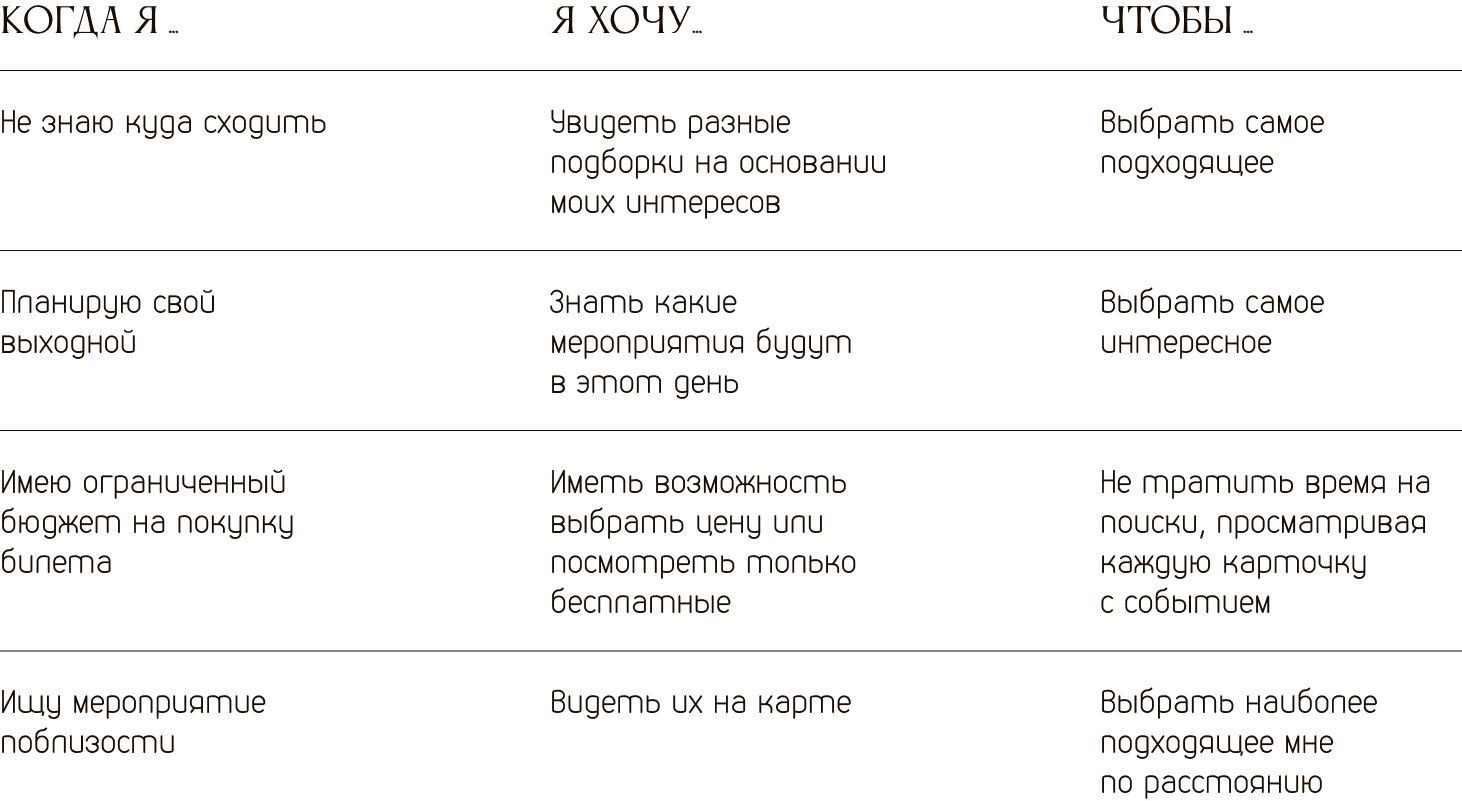 КОГДА Я ...
Я ХОЧУ...
ЧТОБЫ ...
Не знаю куда сходить
Увидеть разные
подборки на основании
моих интересов
Выбрать самое
подходящее
Планирую свой
выходной
Знать какие
мероприятия будут
в этот день
Выбрать самое
интересное
Имею ограниченный
бюджет на покупку
билета
Иметь возможность
выбрать цену или
посмотреть только
бесплатные
Не тратить время на
поиски, просматривая
каждую карточку
с событием
Ищу мероприятие
поблизости
Видеть их на карте
Выбрать наиболее
подходящее мне
по расстоянию